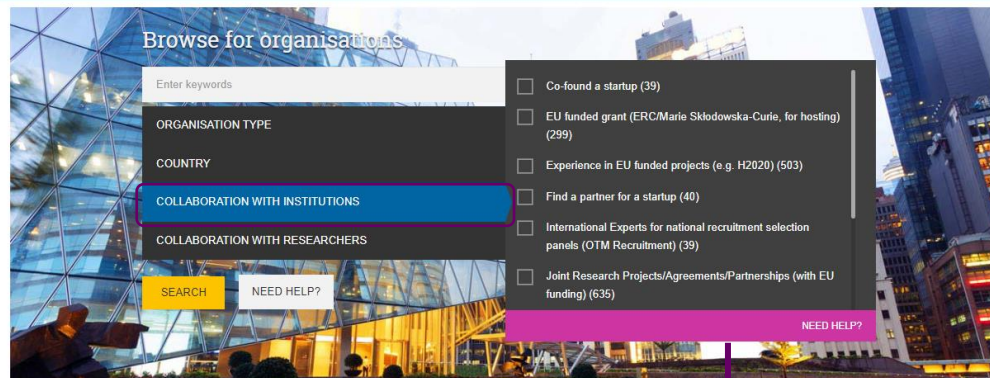 Browse for organisations
Enter keywords
ORGANISATION TYPE
COUNTRY
COLLABORATION WITH INSTITUTIONS
COLLABORATION WITH RESEARCHERS
SEARCH
NEED HELP?
Co-found a startup (39)
EU funded grant (ERC/Marie Skłodowska-Curie, for hosting)
(299)
Experience in EU funded projects (e.g. H2020) (503)
Find a partner for a startup (40)
International Experts for national recruitment selection
panels (OTM Recruitment) (39)
Joint Research Projects/Agreements/Partnerships (with EU
funding) (635)
NEED HELP?